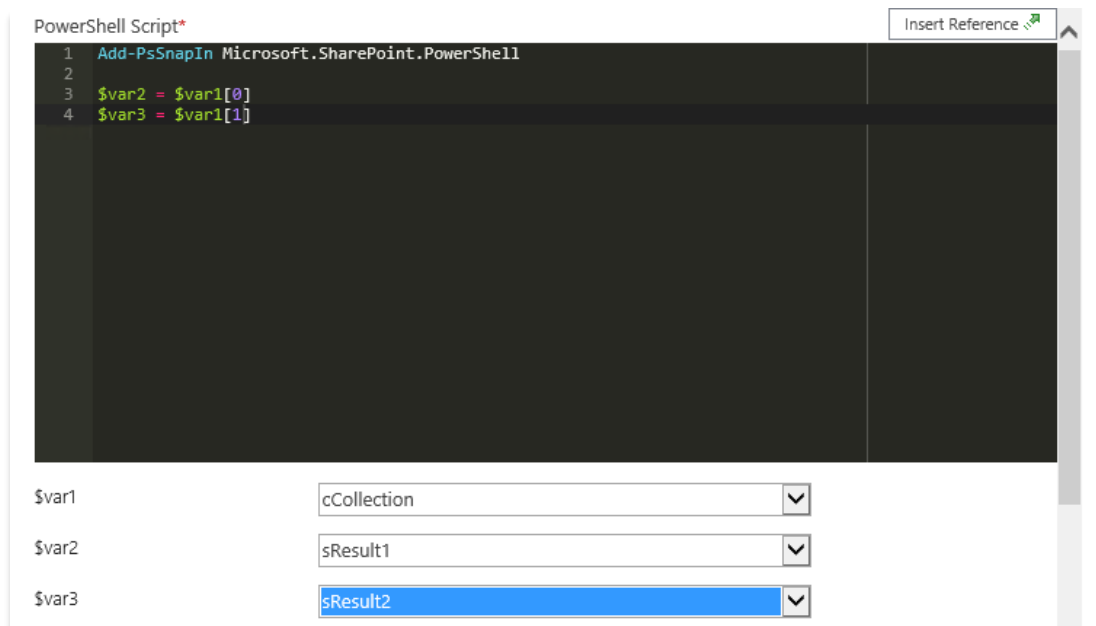 PowerShell Script*
Insert Reference
1 Add-PsSnapIn Microsoft.SharePoint.PowerShell
2
3 $var2 = $var1[0]
4 $var3 = $var1[1]
$var1 cCollection
$var2 sResult1
$var3 sResult2